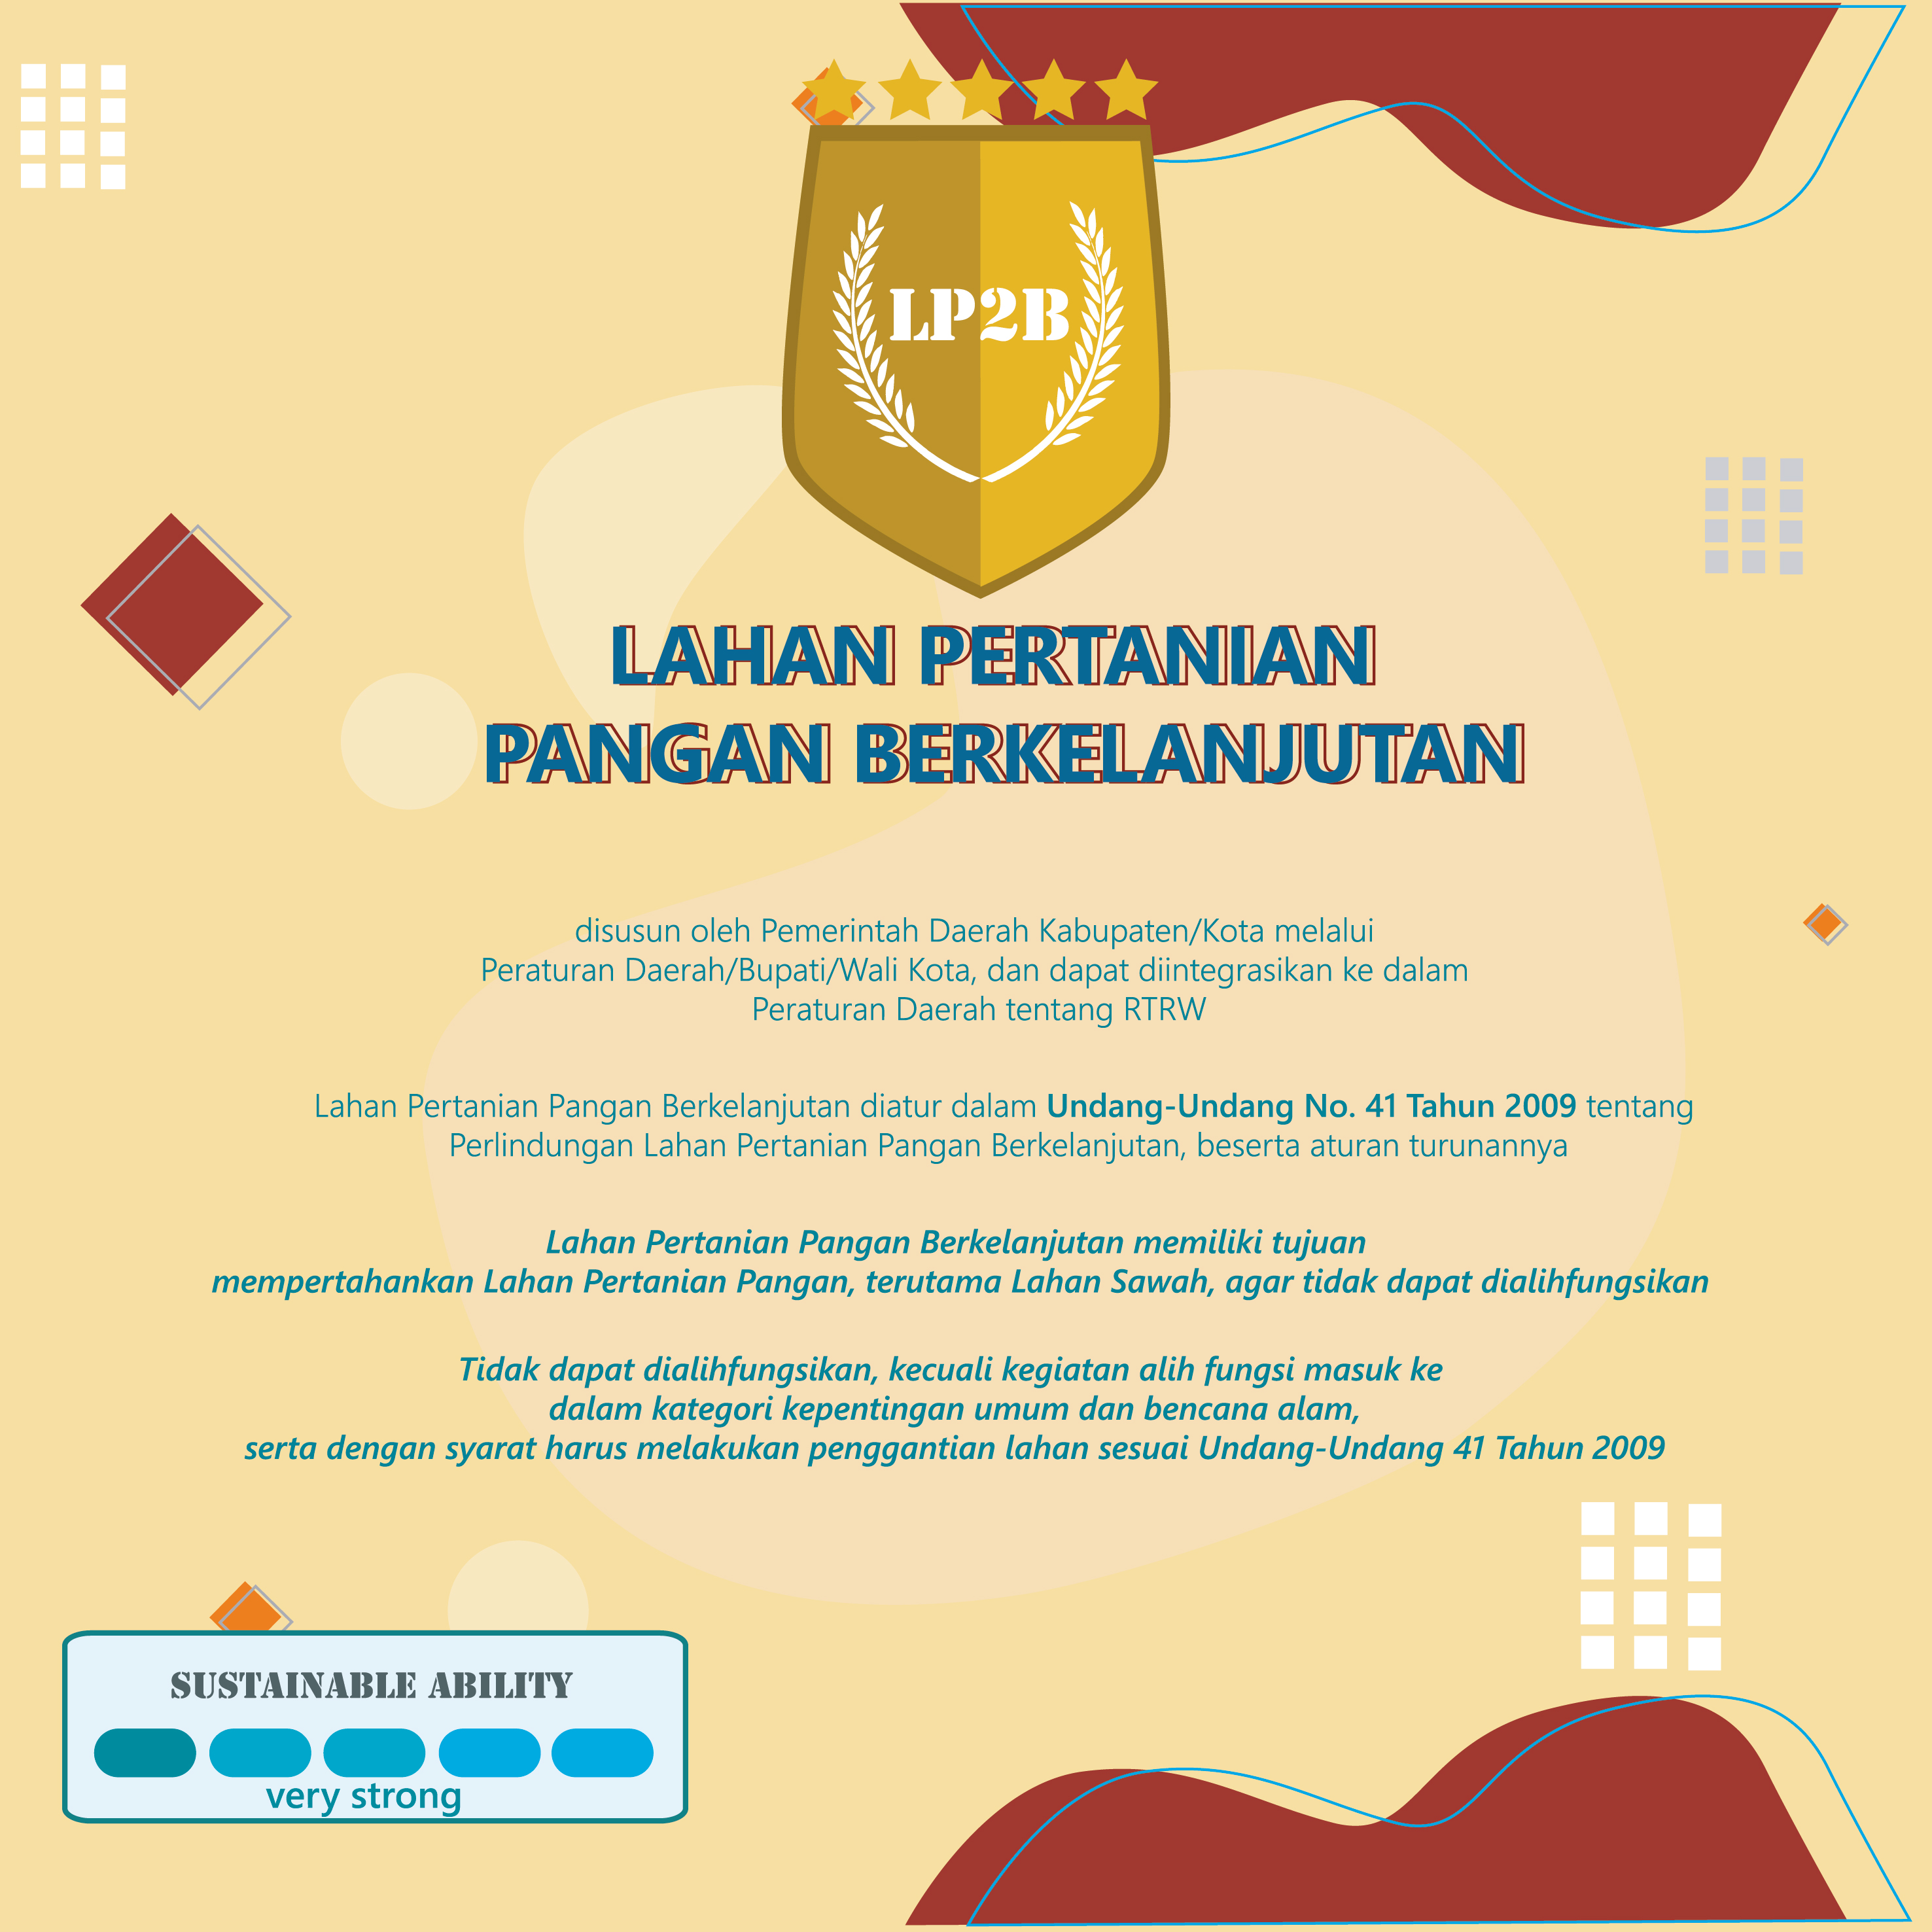 LP2B
LAHAN PERTANIAN
PANGAN BERKELANJUTAN
disusun oleh Pemerintah Daerah Kabupaten/Kota melalui
Peraturan Daerah/Bupati/Wali Kota, dan dapat diintegrasikan ke dalam
Peraturan Daerah tentang RTRW
Lahan Pertanian Pangan Berkelanjutan diatur dalam Undang-Undang No. 41 Tahun 2009 tentang
Perlindungan Lahan Pertanian Pangan Berkelanjutan, beserta aturan turunannya
Lahan Pertanian Pangan Berkelanjutan memiliki tujuan
mempertahankan Lahan Pertanian Pangan, terutama Lahan Sawah, agar tidak dapat dialihfungsikan
Tidak dapat dialihfungsikan, kecuali kegiatan alih fungsi masuk ke
dalam kategori kepentingan umum dan bencana alam,
serta dengan syarat harus melakukan penggantian lahan sesuai Undang-Undang 41 Tahun 2009
SUSTAINABLE ABILITY
very strong